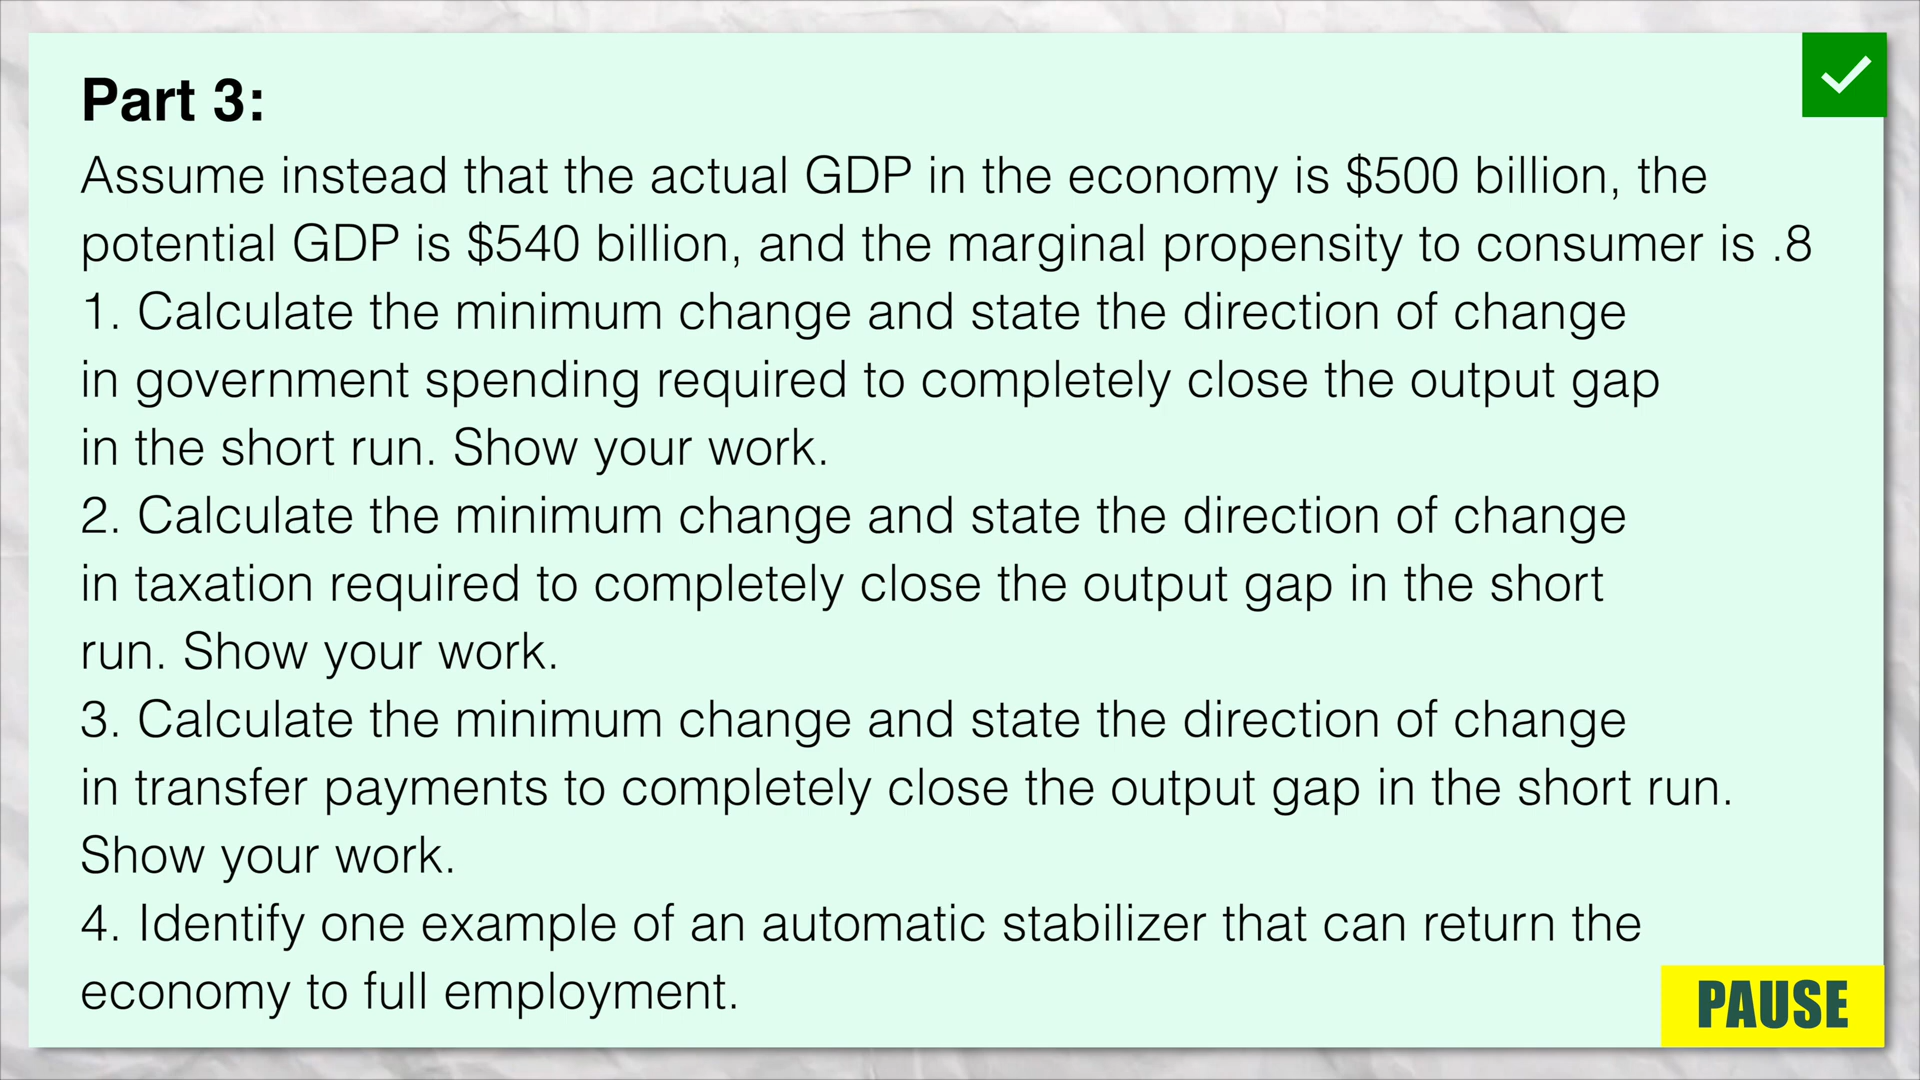 Part 3:
Assume instead that the actual GDP in the economy is $500 billion, the
potential GDP is $540 billion, and the marginal propensity to consumer is .8
1. Calculate the minimum change and state the direction of change
in government spending required to completely close the output gap
in the short run. Show your work.
2. Calculate the minimum change and state the direction of change
in taxation required to completely close the output gap in the short
run. Show your work.
3. Calculate the minimum change and state the direction of change
in transfer payments to completely close the output gap in the short run.
Show your work.
4. Identify one example of an automatic stabilizer that can return the
economy to full employment.
PAUSE